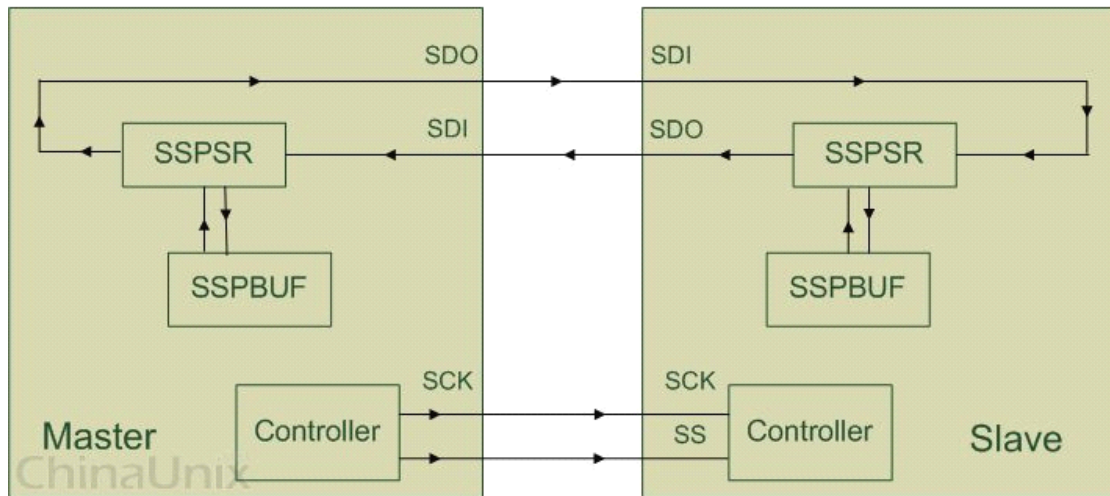 SDO
SDI
SDI
SDO
SSPSR
SSPSR
SSPBUF
SSPBUF
SCK
SCK
SS
Controller
Controller
Master
Slave
ChinaUnix